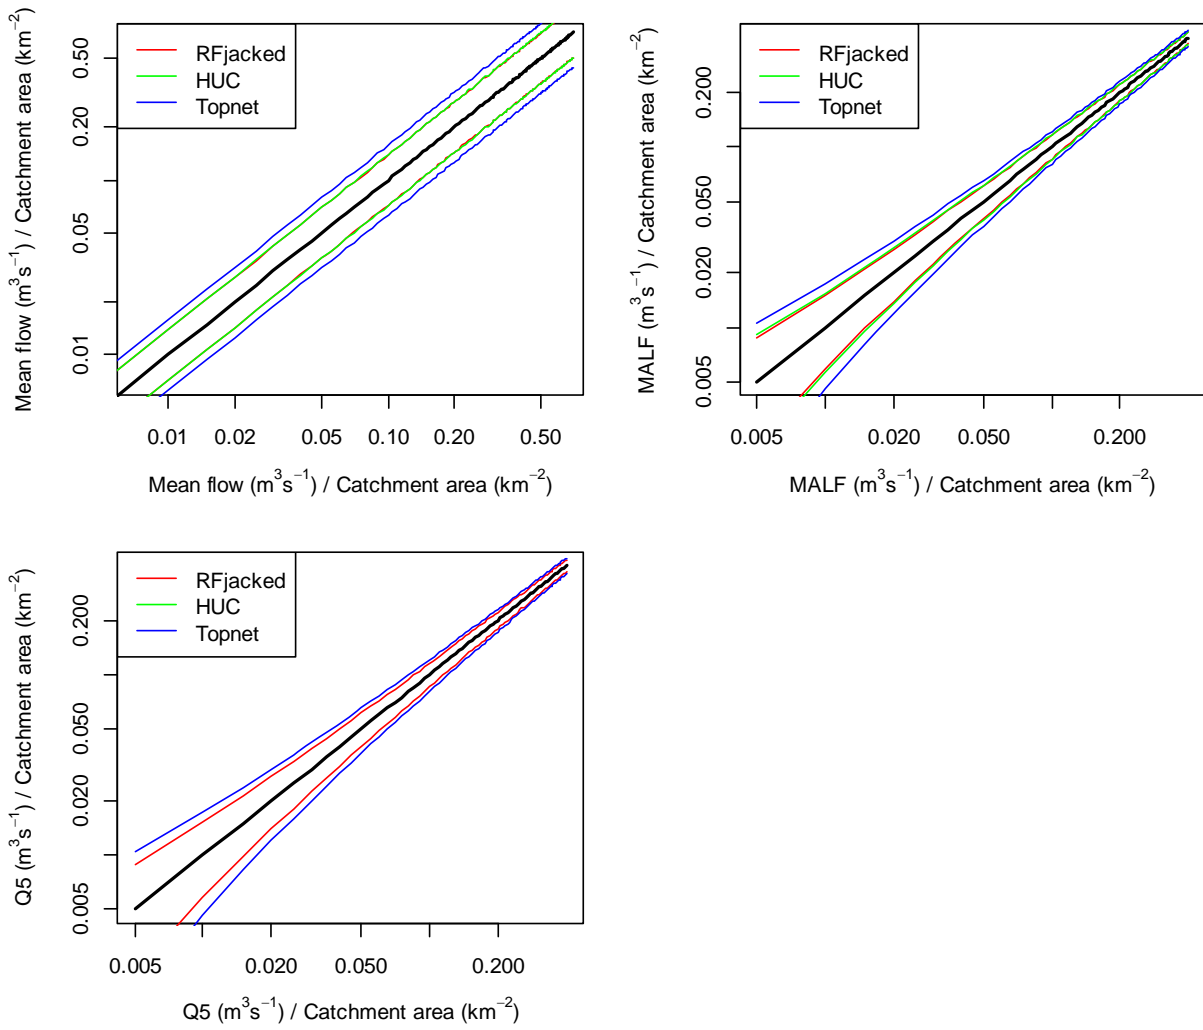 Mean flow (m³s⁻¹) / Catchment area (km⁻²)
0.50
0.20
0.05
0.01
RFjacked
HUC
Topnet
0.01 0.02 0.05 0.10 0.20 0.50
Mean flow (m³s⁻¹) / Catchment area (km⁻²)
MALF (m³s⁻¹) / Catchment area (km⁻²)
0.200
0.050
0.020
0.005
RFjacked
HUC
Topnet
0.005 0.020 0.050 0.200
MALF (m³s⁻¹) / Catchment area (km⁻²)
Q5 (m³s⁻¹) / Catchment area (km⁻²)
0.200
0.050
0.020
0.005
RFjacked
HUC
Topnet
0.005 0.020 0.050 0.200
Q5 (m³s⁻¹) / Catchment area (km⁻²)